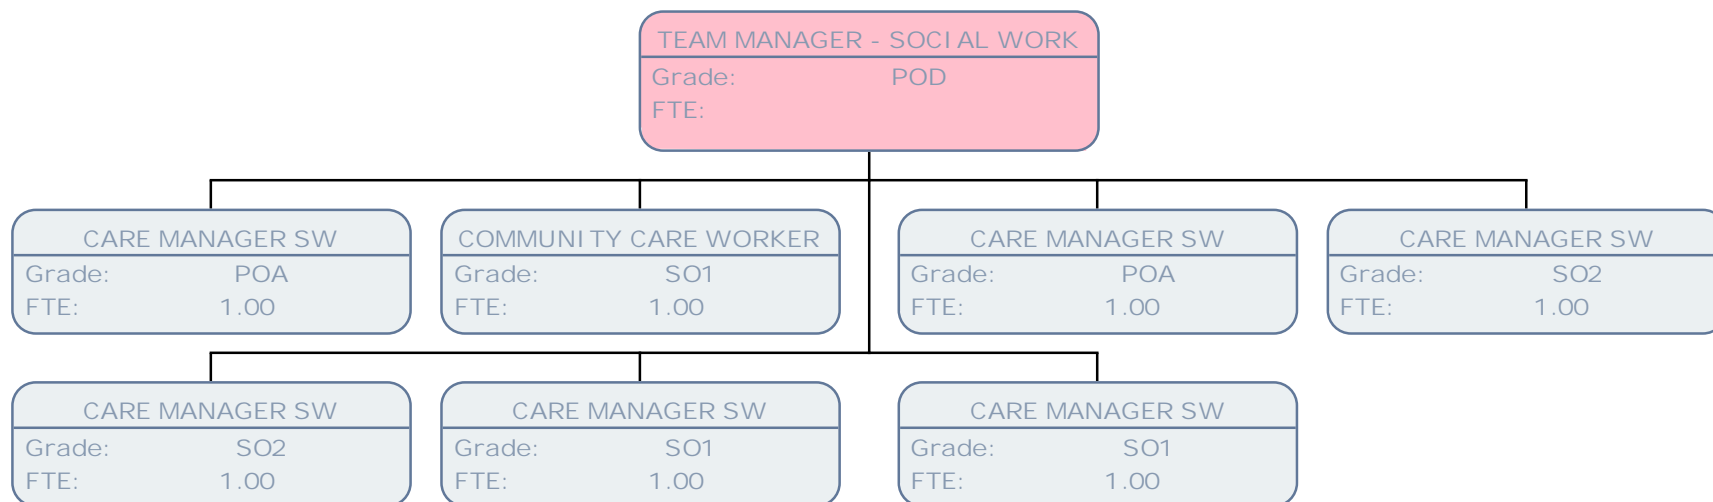 TEAM MANAGER - SOCIAL WORK
Grade: POD
FTE:
CARE MANAGER SW
Grade: POA
FTE: 1.00
COMMUNITY CARE WORKER
Grade: SO1
FTE: 1.00
CARE MANAGER SW
Grade: POA
FTE: 1.00
CARE MANAGER SW
Grade: SO2
FTE: 1.00
CARE MANAGER SW
Grade: SO2
FTE: 1.00
CARE MANAGER SW
Grade: SO1
FTE: 1.00
CARE MANAGER SW
Grade: SO1
FTE: 1.00